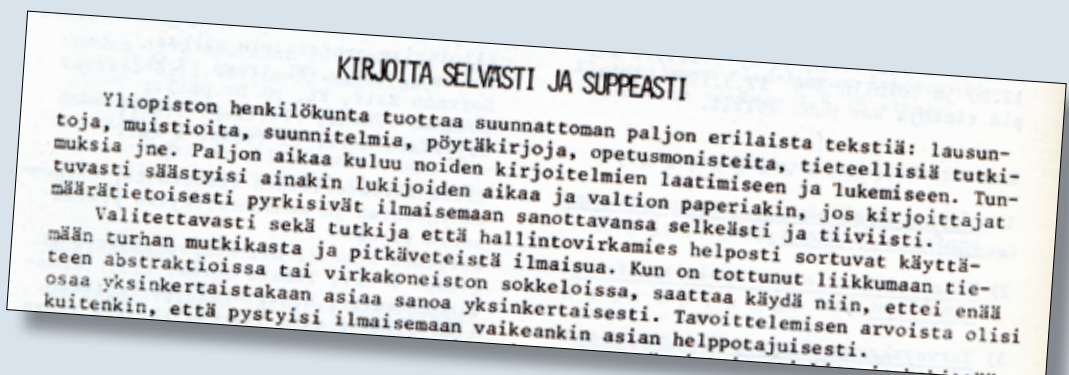 KIRJOITA SELVÄSTI JA SUPPEASTI
Yliopiston henkilökunta tuottaa suunnattoman paljon erilaista tekstiä: lausun-
toja, muistioita, suunnitelmia, pöytäkirjoja, opetusmonisteita, tieteellisiä tutki-
muksia jne. Paljon aikaa kuluu noiden kirjoitelmien laatimiseen ja lukemiseen. Tun-
tuvasti säästyisi ainakin lukijoiden aikaa ja valtion paperiakin, jos kirjoittajat
määrätietoisesti pyrkisivät ilmaisemaan sanottavansa selkeästi ja tiiviisti.
Valitettavasti sekä tutkija että hallintovirkamies helposti sortuvat käyttä-
mään turhan mutkikasta ja pitkäveteistä ilmaisua. Kun on tottunut liikkumaan tie-
teen abstraktioissa tai virkakoneiston sokkeloissa, saattaa käydä niin, ettei enää
osaa yksinkertaistakaan asiaa sanoa yksinkertaisesti. Tavoittelemisen arvoista olisi
kuitenkin, että pystyisi ilmaisemaan vaikeankin asian helppotajuisesti.